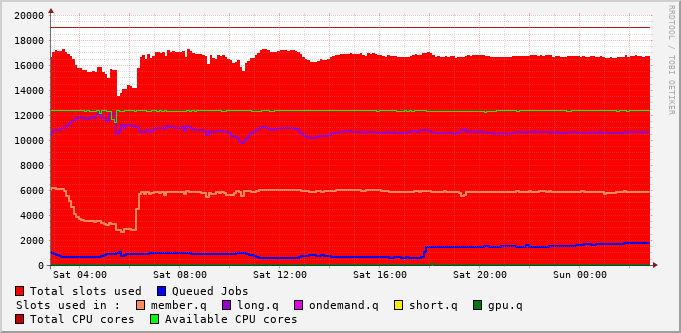 20000
18000
16000
14000
12000
10000
8000
6000
4000
2000
0
Sat 04:00 Sat 08:00 Sat 12:00 Sat 16:00 Sat 20:00 Sun 00:00
RRDTOOL / TOBI OETIKER
Total slots used Queued Jobs
Slots used in : member.q long.q ondemand.q short.q gpu.q
Total CPU cores Available CPU cores